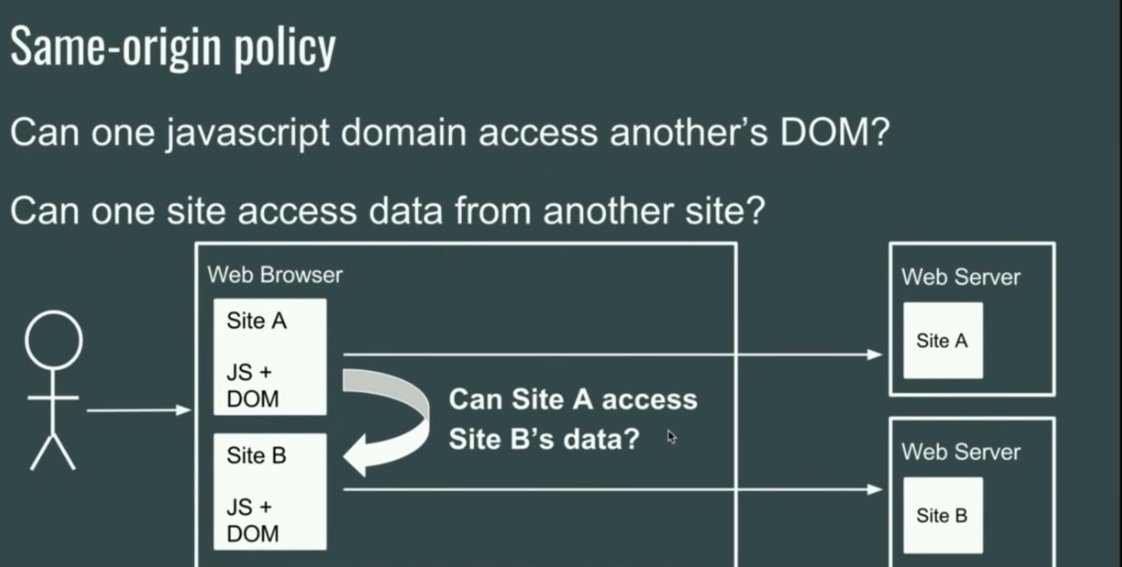 Same-origin policy
Can one javascript domain access another’s DOM?
Can one site access data from another site?
Web Browser
Site A
JS +
DOM
Can Site A access
Site B’s data?
Site B
JS +
DOM
Web Server
Site A
Web Server
Site B